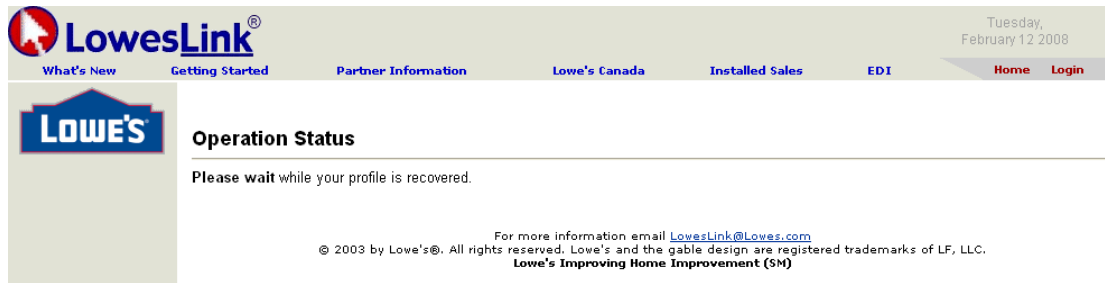 LowesLink®
Tuesday,
February 12 2008
What's New Getting Started Partner Information Lowe's Canada Installed Sales EDI Home Login
LOWE'S
Operation Status
Please wait while your profile is recovered.
For more information email LowesLink@Lowes.com
© 2003 by Lowe's®. All rights reserved. Lowe's and the gable design are registered trademarks of LF, LLC.
Lowe's Improving Home Improvement (SM)